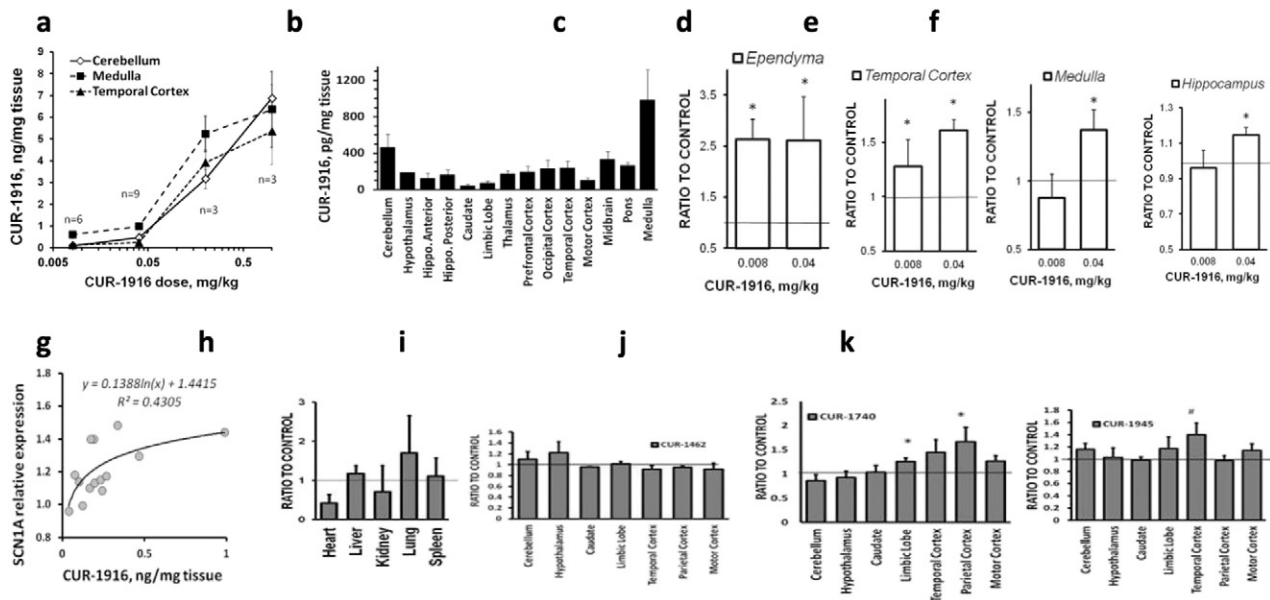 a
b
c
d
e
f
CUR-1916, ng/mg tissue
9
8
7
6
5
4
3
2
1
0
Cerebellum
Medulla
Temporal Cortex
n=6
n=9
n=3
n=3
0.005
0.05
0.5
CUR-1916 dose, mg/kg
CUR-1916, pg/mg tissue
1200
800
400
0
Cerebellum
Hypothalamus
Hippo. Anterior
Hippo. Posterior
Caudate
Limbic Lobe
Thalamus
Prefrontal Cortex
Occipital Cortex
Temporal Cortex
Motor Cortex
Midbrain
Pons
Medulla
Ependyma
RATIO TO CONTROL
3.5
2.5
1.5
0.5
*
*
0.008
0.04
CUR-1916, mg/kg
Temporal Cortex
RATIO TO CONTROL
1.5
1
0.5
*
*
0.008
0.04
CUR-1916, mg/kg
Medulla
RATIO TO CONTROL
1.5
1
0.5
*
0.008
0.04
CUR-1916, mg/kg
Hippocampus
RATIO TO CONTROL
1.3
1.1
0.9
0.7
0.5
*
0.008
0.04
CUR-1916, mg/kg
g
h
i
j
k
SCN1A relative expression
1.8
1.6
1.4
1.2
1.0
0.8
y = 0.1388ln(x) + 1.4415
R² = 0.4305
0
0.5
1
CUR-1916, ng/mg tissue
RATIO TO CONTROL
3
2
1
0
Heart
Liver
Kidney
Lung
Spleen
RATIO TO CONTROL
1.6
1.4
1.2
1
0.8
0.6
0.4
0.2
0
CUR-1462
Cerebellum
Hypothalamus
Caudate
Limbic Lobe
Temporal Cortex
Parietal Cortex
Motor Cortex
RATIO TO CONTROL
2.5
2
1.5
1
0.5
0
CUR-1740
*
*
Cerebellum
Hypothalamus
Caudate
Limbic Lobe
Temporal Cortex
Parietal Cortex
Motor Cortex
RATIO TO CONTROL
1.8
1.6
1.4
1.2
1
0.8
0.6
0.4
0.2
0
CUR-1945
#
Cerebellum
Hypothalamus
Caudate
Limbic Lobe
Temporal Cortex
Parietal Cortex
Motor Cortex